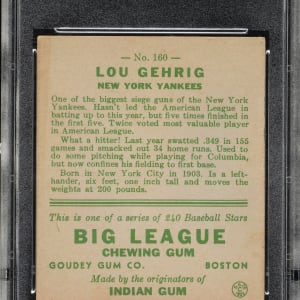 — No. 160 —
LOU GEHRIG
NEW YORK YANKEES
One of the biggest siege guns of the New York
Yankees. Hasn't led the American League in
batting up to this year, but five times finished in
the first five. Twice voted most valuable player
in American League.
What a hitter! Last year swatted .349 in 155
games and smacked out 34 home runs. Used to
do some pitching while playing for Columbia,
but now confines his fielding to first base.
Born in New York City in 1903. Is a left-
hander, six feet, one inch tall and moves the
weights at 200 pounds.
This is one of a series of 240 Baseball Stars
BIG LEAGUE
CHEWING GUM
GOUDEY GUM CO. BOSTON
Made by the originators of
INDIAN GUM